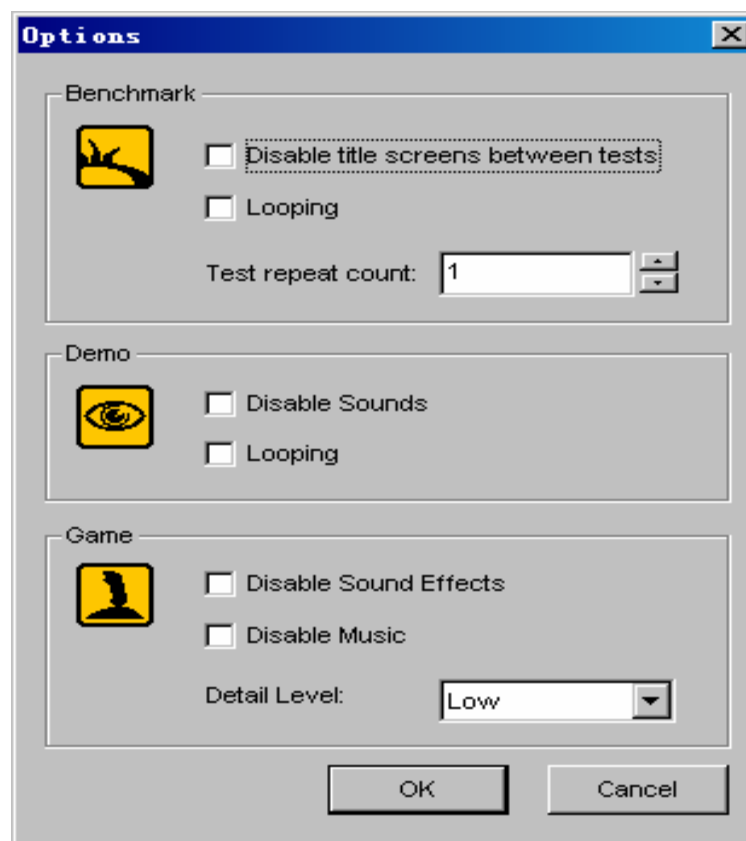 Options
Benchmark
Disable title screens between tests
Looping
Test repeat count: 1
Demo
Disable Sounds
Looping
Game
Disable Sound Effects
Disable Music
Detail Level: Low
OK Cancel